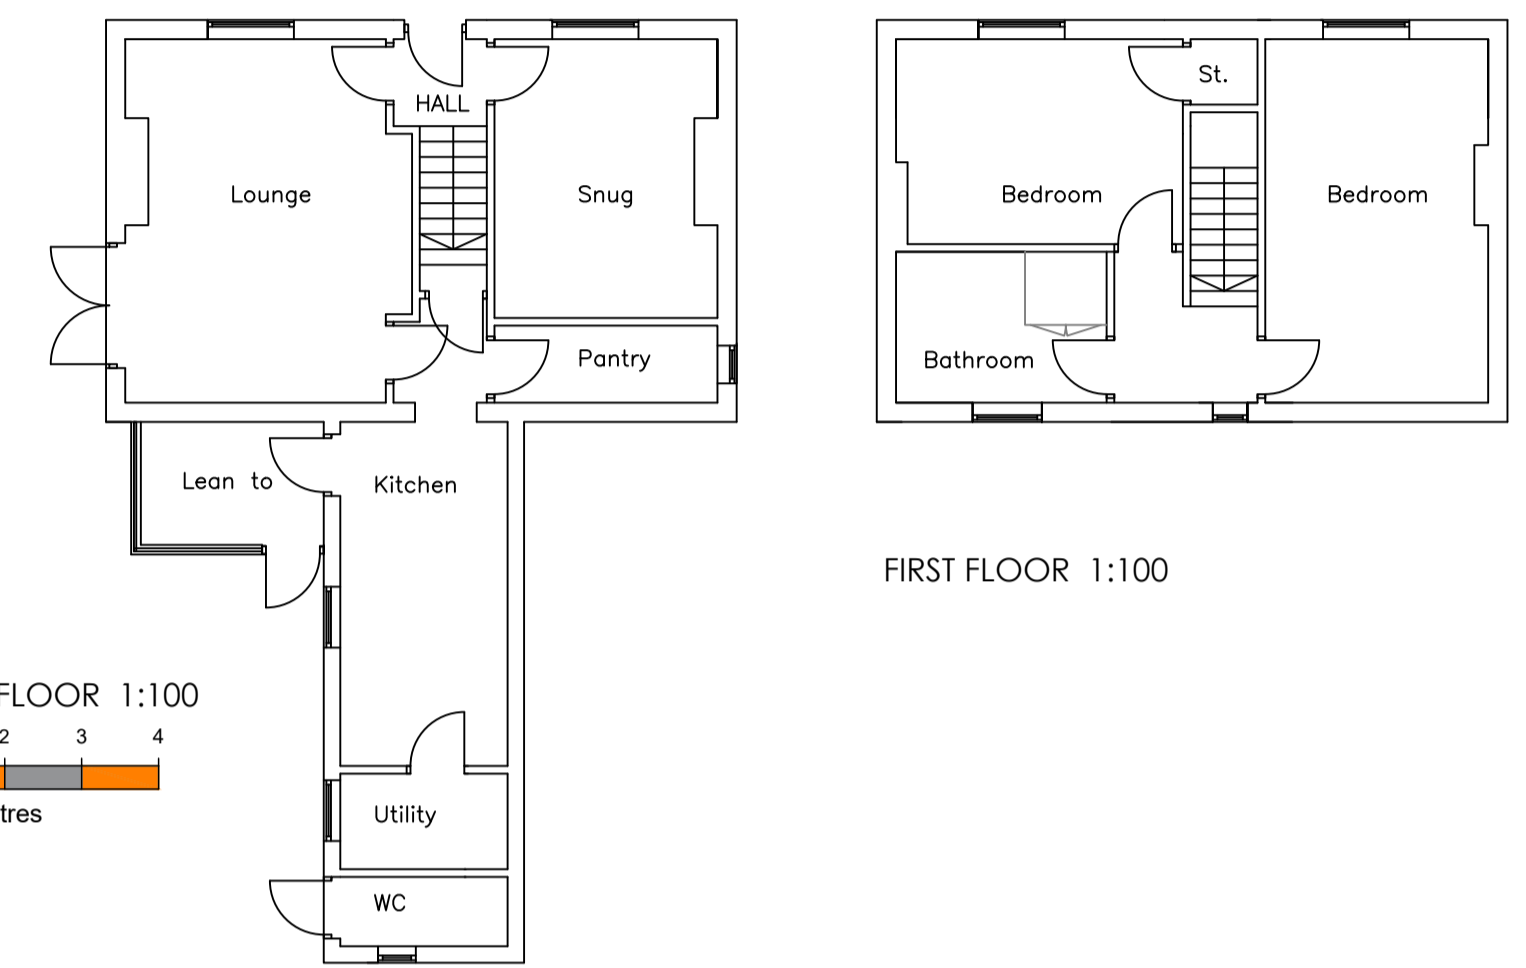 HALL
St.
Lounge
Snug
Bedroom
Bedroom
Pantry
Bathroom
Lean to
Kitchen
FIRST FLOOR 1:100
FLOOR 1:100
2 3 4
tres
Utility
WC